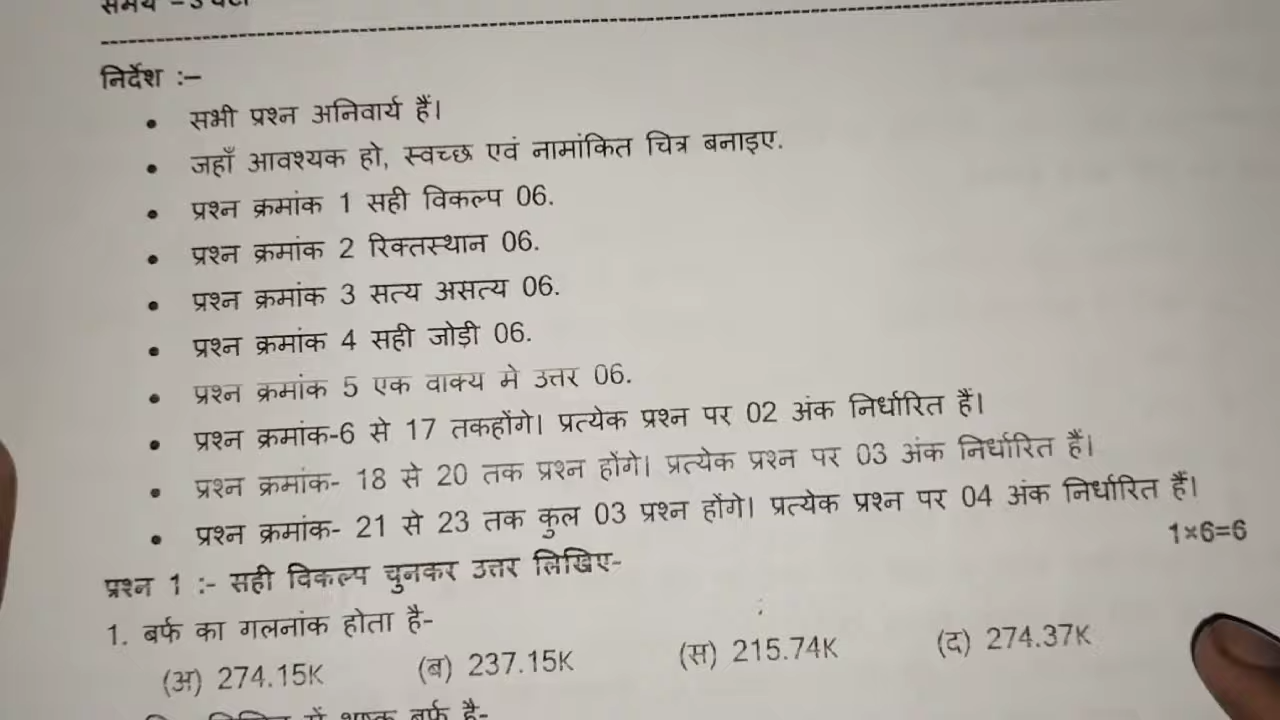 समय –3 घंटा
निर्देश :–
• सभी प्रश्न अनिवार्य हैं।
• जहाँ आवश्यक हो, स्वच्छ एवं नामांकित चित्र बनाइए.
• प्रश्न क्रमांक 1 सही विकल्प 06.
• प्रश्न क्रमांक 2 रिक्तस्थान 06.
• प्रश्न क्रमांक 3 सत्य असत्य 06.
• प्रश्न क्रमांक 4 सही जोड़ी 06.
• प्रश्न क्रमांक 5 एक वाक्य मे उत्तर 06.
• प्रश्न क्रमांक-6 से 17 तकहोंगे। प्रत्येक प्रश्न पर 02 अंक निर्धारित हैं।
• प्रश्न क्रमांक- 18 से 20 तक प्रश्न होंगे। प्रत्येक प्रश्न पर 03 अंक निर्धारित हैं।
• प्रश्न क्रमांक- 21 से 23 तक कुल 03 प्रश्न होंगे। प्रत्येक प्रश्न पर 04 अंक निर्धारित हैं।
प्रश्न 1 :- सही विकल्प चुनकर उत्तर लिखिए- 1×6=6
1. बर्फ का गलनांक होता है-
(अ) 274.15K (ब) 237.15K (स) 215.74K (द) 274.37K
में शुष्क बर्फ है-